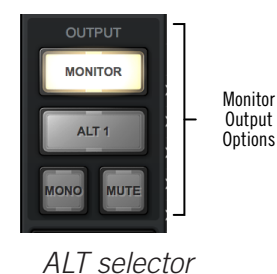 OUTPUT
MONITOR
ALT 1
MONO MUTE
Monitor
Output
Options
ALT selector